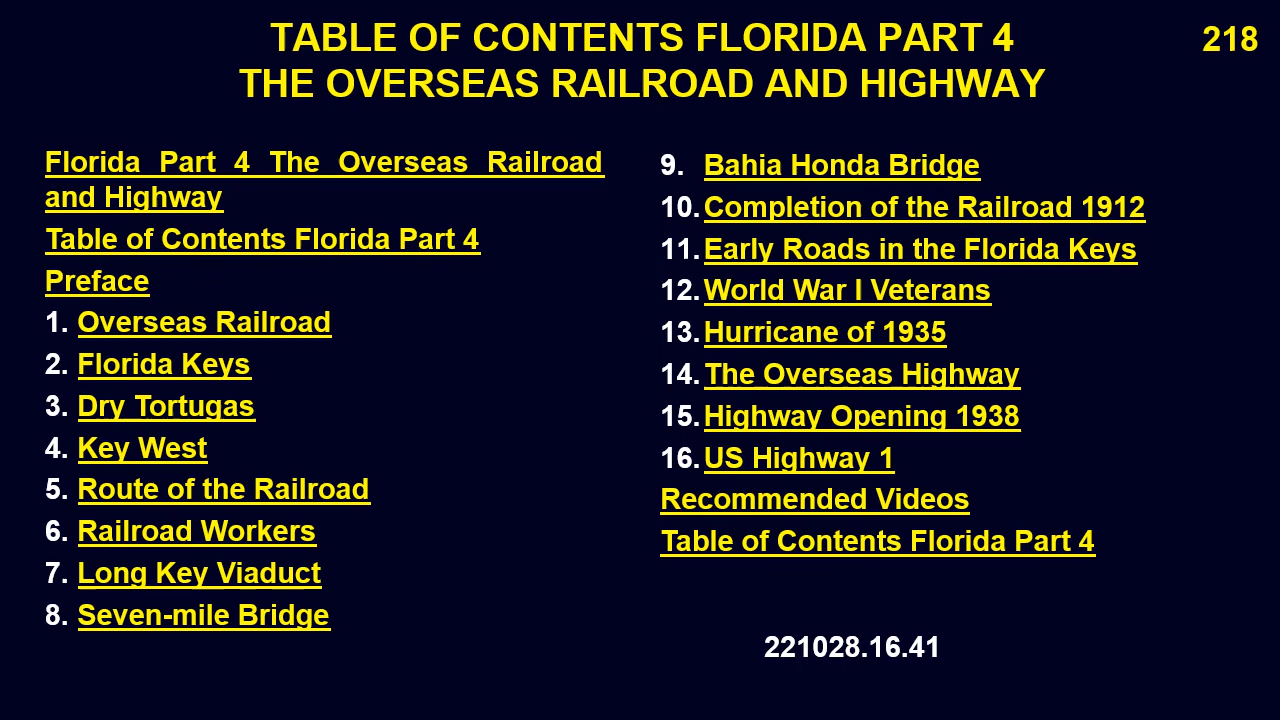 TABLE OF CONTENTS FLORIDA PART 4
THE OVERSEAS RAILROAD AND HIGHWAY
218
Florida Part 4 The Overseas Railroad
and Highway
Table of Contents Florida Part 4
Preface
1. Overseas Railroad
2. Florida Keys
3. Dry Tortugas
4. Key West
5. Route of the Railroad
6. Railroad Workers
7. Long Key Viaduct
8. Seven-mile Bridge
9. Bahia Honda Bridge
10. Completion of the Railroad 1912
11. Early Roads in the Florida Keys
12. World War I Veterans
13. Hurricane of 1935
14. The Overseas Highway
15. Highway Opening 1938
16. US Highway 1
Recommended Videos
Table of Contents Florida Part 4
221028.16.41